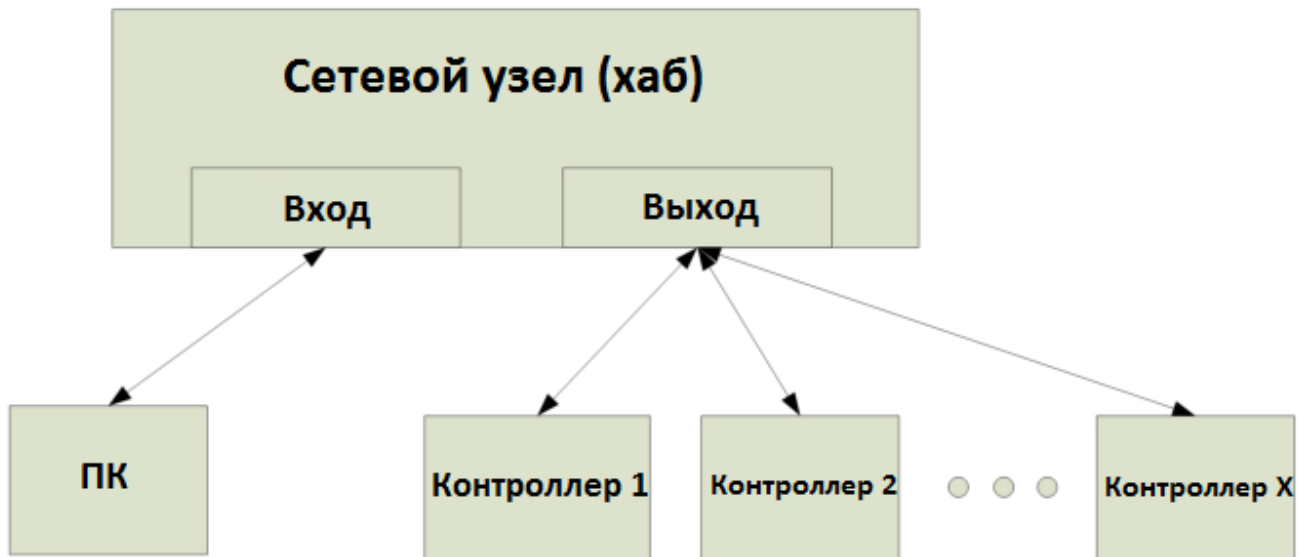 Сетевой узел (хаб)
Вход
Выход
ПК
Контроллер 1
Контроллер 2
Контроллер X